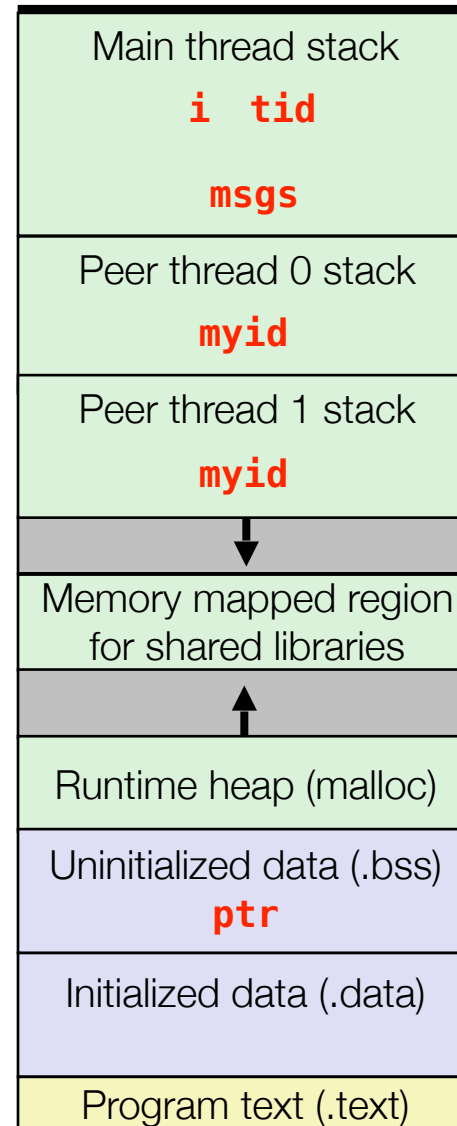 Main thread stack
i tid
msgs
Peer thread 0 stack
myid
Peer thread 1 stack
myid
Memory mapped region
for shared libraries
Runtime heap (malloc)
Uninitialized data (.bss)
ptr
Initialized data (.data)
Program text (.text)